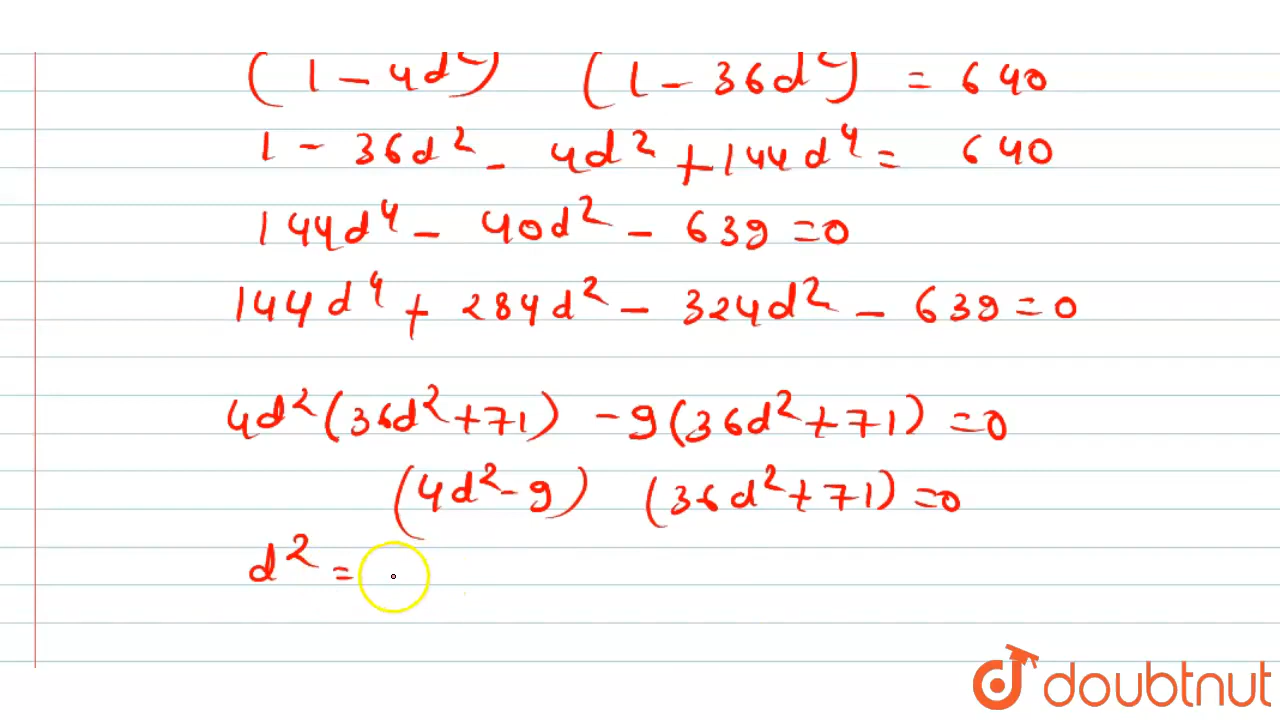 (1 - 4d²) (1 - 36d²) = 640
1 - 36d² - 4d² + 144d⁴ = 640
144d⁴ - 40d² - 639 = 0
144d⁴ + 284d² - 324d² - 639 = 0
4d²(36d² + 71) - 9(36d² + 71) = 0
(4d² - 9) (36d² + 71) = 0
d² =
doubtnut